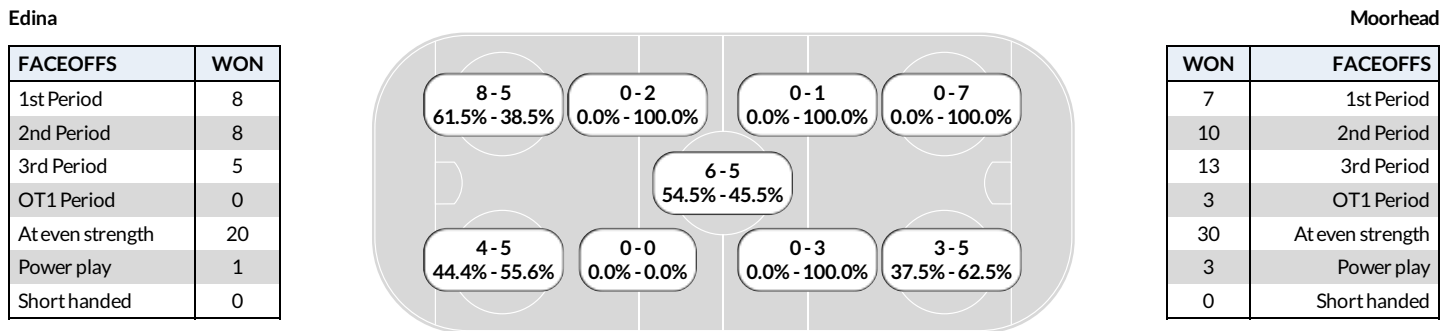 Edina
Moorhead
FACEOFFS WON
1st Period 8
2nd Period 8
3rd Period 5
OT1 Period 0
At even strength 20
Power play 1
Short handed 0
8 - 5
61.5% - 38.5%
0 - 2
0.0% - 100.0%
0 - 1
0.0% - 100.0%
0 - 7
0.0% - 100.0%
6 - 5
54.5% - 45.5%
4 - 5
44.4% - 55.6%
0 - 0
0.0% - 0.0%
0 - 3
0.0% - 100.0%
3 - 5
37.5% - 62.5%
WON FACEOFFS
7 1st Period
10 2nd Period
13 3rd Period
3 OT1 Period
30 At even strength
3 Power play
0 Short handed